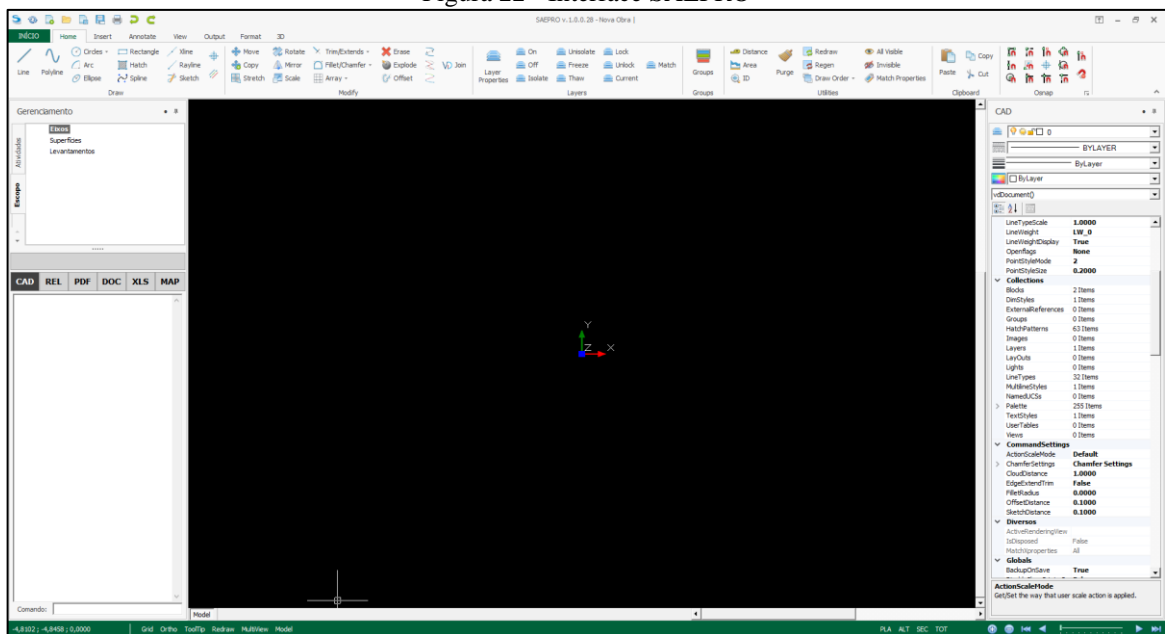 SAEPRO v.1.0.0.28 -Nova Obra |
INÍCIO Home Insert Annotate View Output Format 3D
Line Polyline
Circles Rectangle Xline
Arc Hatch Rayline
Ellipse Spline Sketch
Draw
Move Rotate Trim/Extends Erase
Copy Mirror Fillet/Chamfer Explode Join
Stretch Scale Array Offset
Modify
Layer Properties
On Unisolate Lock
Off Freeze Unlock Match
Isolate Thaw Current
Layers
Groups
Groups
Distance
Area
ID
Purge
Redraw All Visible
Regen Invisible
Draw Order Match Properties
Utilities
Paste Copy
Cut
Clipboard
Osnap
Gerenciamento
Atividades
Escopo
Eixos
Superfícies
Levantamentos
CAD REL PDF DOC XLS MAP
Comando:
Y
Z X
Model
CAD
0
BYLAYER
ByLayer
ByLayer
vdDocument()
LineTypeScale 1.0000
LineWeight LW_0
LineWeightDisplay True
Openflags None
PointStyleMode 2
PointStyleSize 0.2000
Collections
Blocks 2 Items
DimStyles 1 Items
ExternalReferences 0 Items
Groups 0 Items
HatchPatterns 63 Items
Images 0 Items
Layers 1 Items
LayOuts 0 Items
Lights 0 Items
LineTypes 32 Items
MultilineStyles 1 Items
NamedUCSs 0 Items
Palette 255 Items
TextStyles 1 Items
UserTables 0 Items
Views 0 Items
CommandSettings
ActionScaleMode Default
ChamferSettings Chamfer Settings
CloudDistance 1.0000
EdgeExtendTrim False
FilletRadius 0.0000
OffsetDistance 0.1000
SketchDistance 0.1000
Diversos
ActiveRenderingView
IsDisposed False
MatchXproperties All
Globals
BackupOnSave True
ActionScaleMode
Get/Set the way that user scale action is applied.
-4,8102 ; -4,8458 ; 0,0000 Grid Ortho ToolTip Redraw MultiView Model PLA ALT SEC TOT